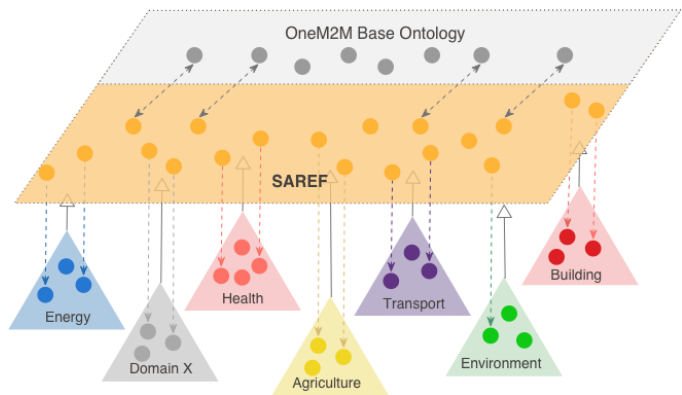 OneM2M Base Ontology
SAREF
Energy
Domain X
Health
Agriculture
Transport
Environment
Building